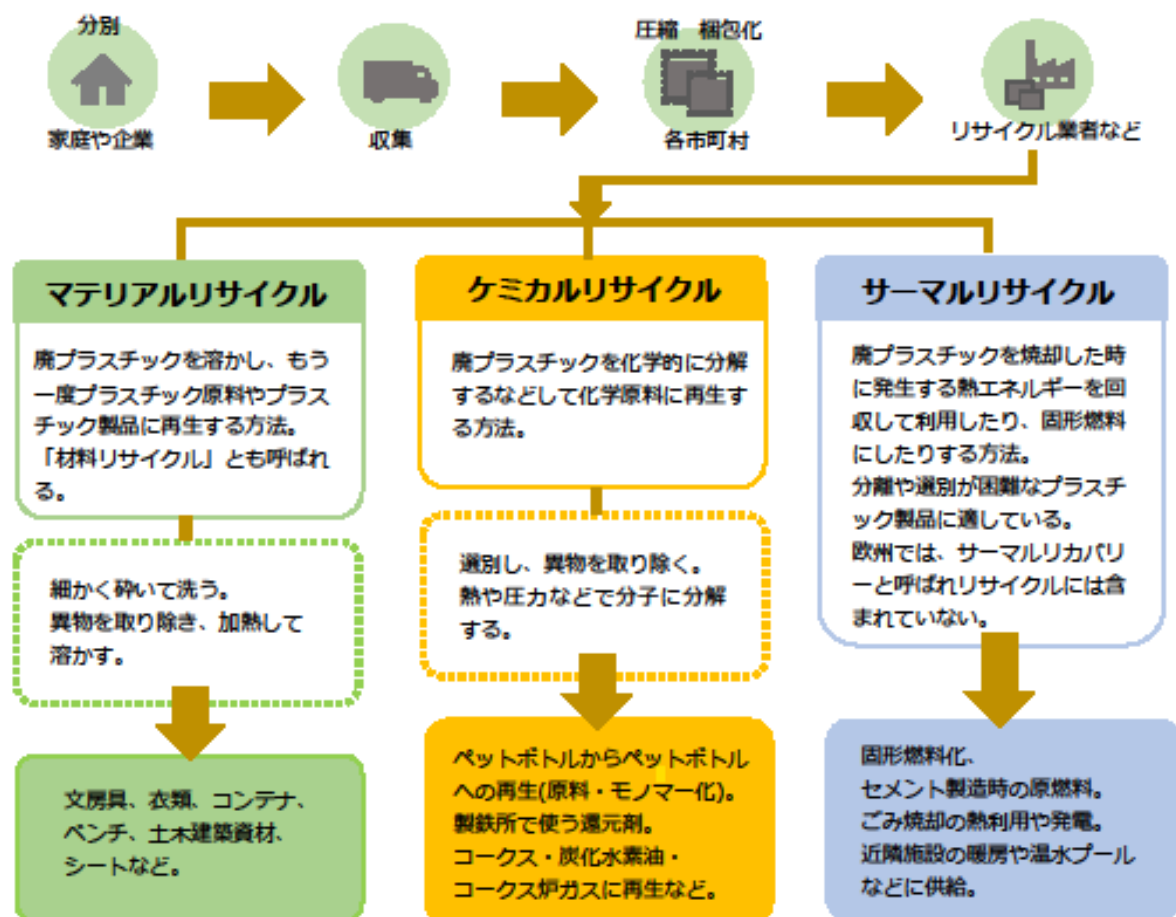 分別
家庭や企業
収集
圧縮　梱包化
各市町村
リサイクル業者など
マテリアルリサイクル
廃プラスチックを溶かし、もう
一度プラスチック原料やプラス
チック製品に再生する方法。
「材料リサイクル」とも呼ばれ
る。
細かく砕いて洗う。
異物を取り除き、加熱して
溶かす。
文房具、衣類、コンテナ、
ベンチ、土木建築資材、
シートなど。
ケミカルリサイクル
廃プラスチックを化学的に分解
するなどして化学原料に再生す
る方法。
選別し、異物を取り除く。
熱や圧力などで分子に分解
する。
ペットボトルからペットボトル
への再生(原料・モノマー化)。
製鉄所で使う還元剤。
コークス・炭化水素油・
コークス炉ガスに再生など。
サーマルリサイクル
廃プラスチックを焼却した時
に発生する熱エネルギーを回
収して利用したり、固形燃料
にしたりする方法。
分離や選別が困難なプラスチ
ック製品に適している。
欧州では、サーマルリカバリ
ーと呼ばれリサイクルには含
まれていない。
固形燃料化、
セメント製造時の原燃料。
ごみ焼却の熱利用や発電。
近隣施設の暖房や温水プール
などに供給。